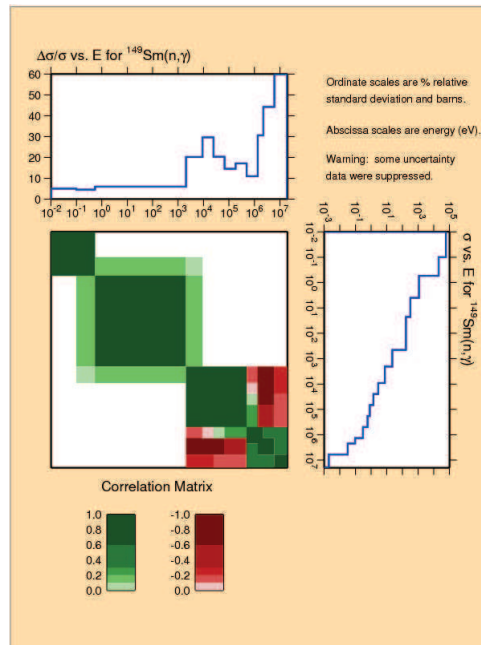 Δσ/σ vs. E for ¹⁴⁹Sm(n,γ)
60
50
40
30
20
10
0
10⁻² 10⁻¹ 10⁰ 10¹ 10² 10³ 10⁴ 10⁵ 10⁶ 10⁷
Ordinate scales are % relative
standard deviation and barns.
Abscissa scales are energy (eV).
Warning: some uncertainty
data were suppressed.
10⁻³ 10⁻¹ 10¹ 10³ 10⁵
σ vs. E for ¹⁴⁹Sm(n,γ)
10⁻²
10⁻¹
10⁰
10¹
10²
10³
10⁴
10⁵
10⁶
10⁷
Correlation Matrix
1.0 -1.0
0.8 -0.8
0.6 -0.6
0.4 -0.4
0.2 -0.2
0.0 0.0